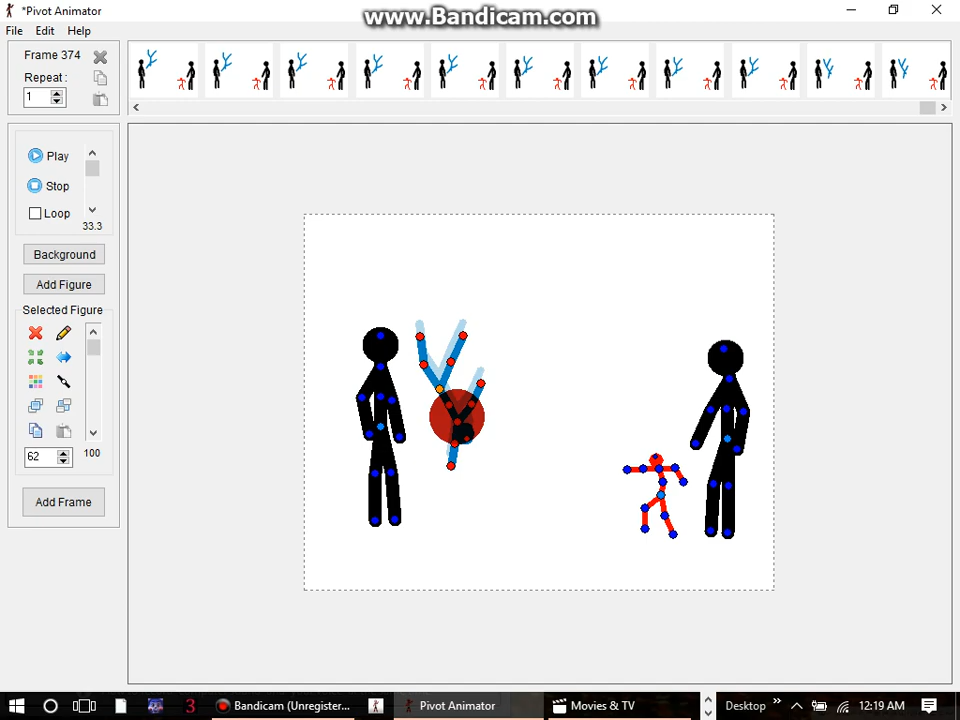 *Pivot Animator
www.Bandicam.com
File Edit Help
Frame 374
Repeat :
1
Play
Stop
Loop
33.3
Background
Add Figure
Selected Figure
62
100
Add Frame
3
Bandicam (Unregister...
Pivot Animator
Movies & TV
Desktop
12:19 AM